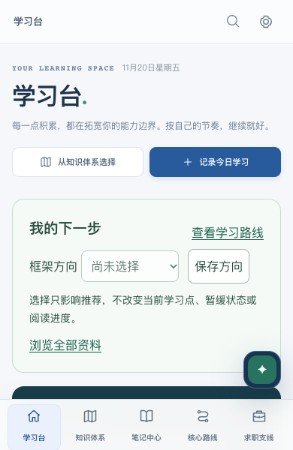 学习台
YOUR LEARNING SPACE 11月20日星期五
学习台.
每一点积累，都在拓宽你的能力边界。按自己的节奏，继续就好。
从知识体系选择
记录今日学习
我的下一步
查看学习路线
框架方向 尚未选择 保存方向
选择只影响推荐，不改变当前学习点、暂缓状态或
阅读进度。
浏览全部资料
学习台 知识体系 笔记中心 核心路线 求职支线